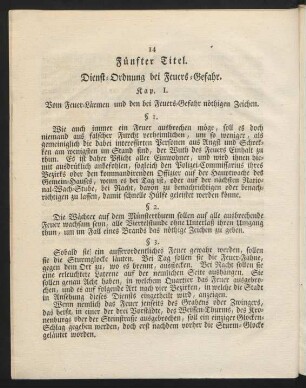 14
Fünfter Titel.
Dienst-Ordnung bei Feuers-Gefahr.
Kap. I.
Vom Feuer-Lärmen und den bei Feuers-Gefahr nöthigen Zeichen.
§ 1.
Wie auch immer ein Feuer ausbrechen möge, soll es doch
niemand aus falscher Furcht verheimlichen, um so weniger, als
gemeiniglich die dabei interessirten Personen aus Angst und Schrek-
ken am wenigsten im Stand sind, der Wuth des Feuers Einhalt zu
thun. Es ist daher Pflicht aller Einwohner, und wird ihnen hie-
mit ausdrüklich anbefohlen, sogleich den Polizei-Commissarius ihres
Bezirks oder den kommandirenden Officier auf der Hauptwacht des
Gemein-Hauses, wenn es bei Tag ist, oder auf der nächsten Natio-
nal-Wach-Stube, bei Nacht, davon zu benachrichtigen oder benach-
richtigen zu lassen, damit schnelle Hülfe geleistet werden könne.
§ 2.
Die Wächter auf dem Münsterthurm sollen auf alle ausbrechende
Feuer wachsam seyn, alle Viertelstunde ohne Unterlaß ihren Umgang
thun, um im Fall eines Brands das nöthige Zeichen zu geben.
§ 3.
Sobald sie ein aufforderndliches Feuer gewahr werden, sollen
sie die Sturmglocke läuten. Bei Tag sollen sie die Feuer-Fahne,
gegen den Ort zu, wo es brennt, ausstecken. Bei Nacht sollen sie
eine erleuchtete Laterne auf der nemlichen Seite aushängen. Sie
sollen genau Acht haben, in welchem Quartier das Feuer ausgebro-
chen, und es auf folgende Art nach vier Bezirken, in welche die Stadt
in Ansehung dieses Diensts eingetheilt wird, anzeigen.
Wenn nemlich das Feuer jenseits des Grabens oder Zwingers,
das heißt, in einer der drei Vorstädte, des Weissen-Thurms, des Kro-
nenburgs oder der Steinstraße ausgebrochen, soll ein einziger Glocken-
Schlag gegeben werden, doch erst nachdem vorher die Sturm-Glocke
geläutet worden.